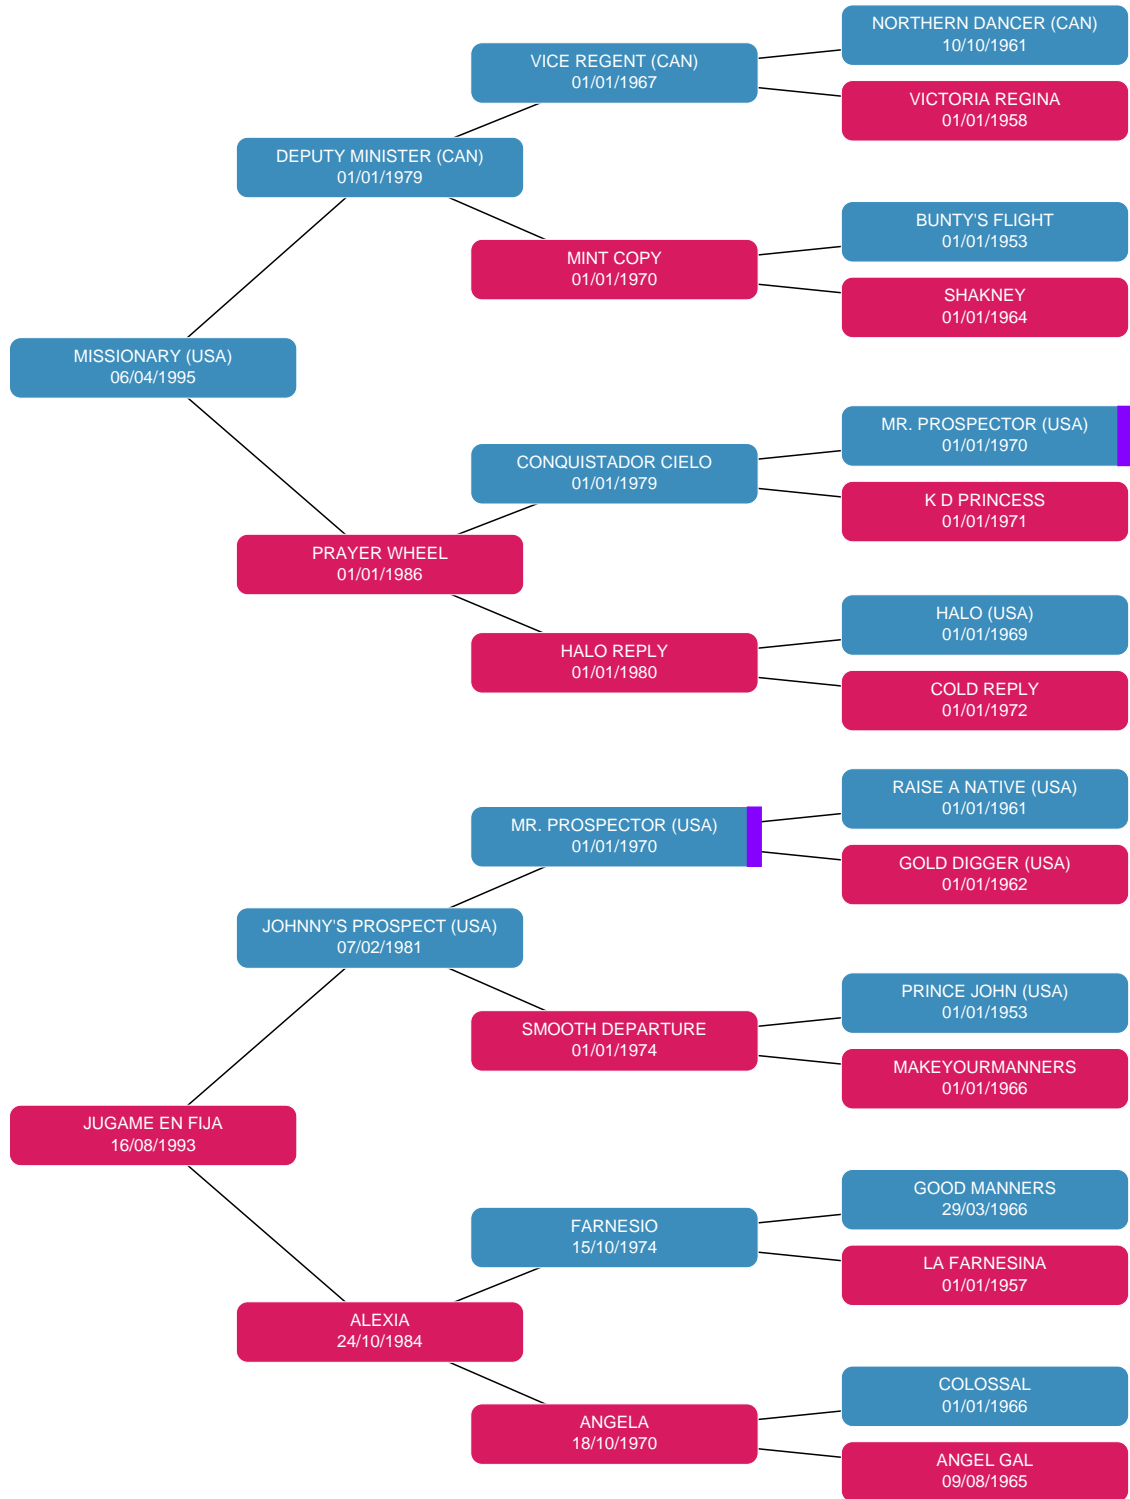 NORTHERN DANCER (CAN)
10/10/1961
VICE REGENT (CAN)
01/01/1967
VICTORIA REGINA
01/01/1958
DEPUTY MINISTER (CAN)
01/01/1979
BUNTY'S FLIGHT
01/01/1953
MINT COPY
01/01/1970
SHAKNEY
01/01/1964
MISSIONARY (USA)
06/04/1995
MR. PROSPECTOR (USA)
01/01/1970
CONQUISTADOR CIELO
01/01/1979
K D PRINCESS
01/01/1971
PRAYER WHEEL
01/01/1986
HALO (USA)
01/01/1969
HALO REPLY
01/01/1980
COLD REPLY
01/01/1972
RAISE A NATIVE (USA)
01/01/1961
MR. PROSPECTOR (USA)
01/01/1970
GOLD DIGGER (USA)
01/01/1962
JOHNNY'S PROSPECT (USA)
07/02/1981
PRINCE JOHN (USA)
01/01/1953
SMOOTH DEPARTURE
01/01/1974
MAKEYOURMANNERS
01/01/1966
JUGAME EN FIJA
16/08/1993
GOOD MANNERS
29/03/1966
FARNESIO
15/10/1974
LA FARNESINA
01/01/1957
ALEXIA
24/10/1984
COLOSSAL
01/01/1966
ANGELA
18/10/1970
ANGEL GAL
09/08/1965